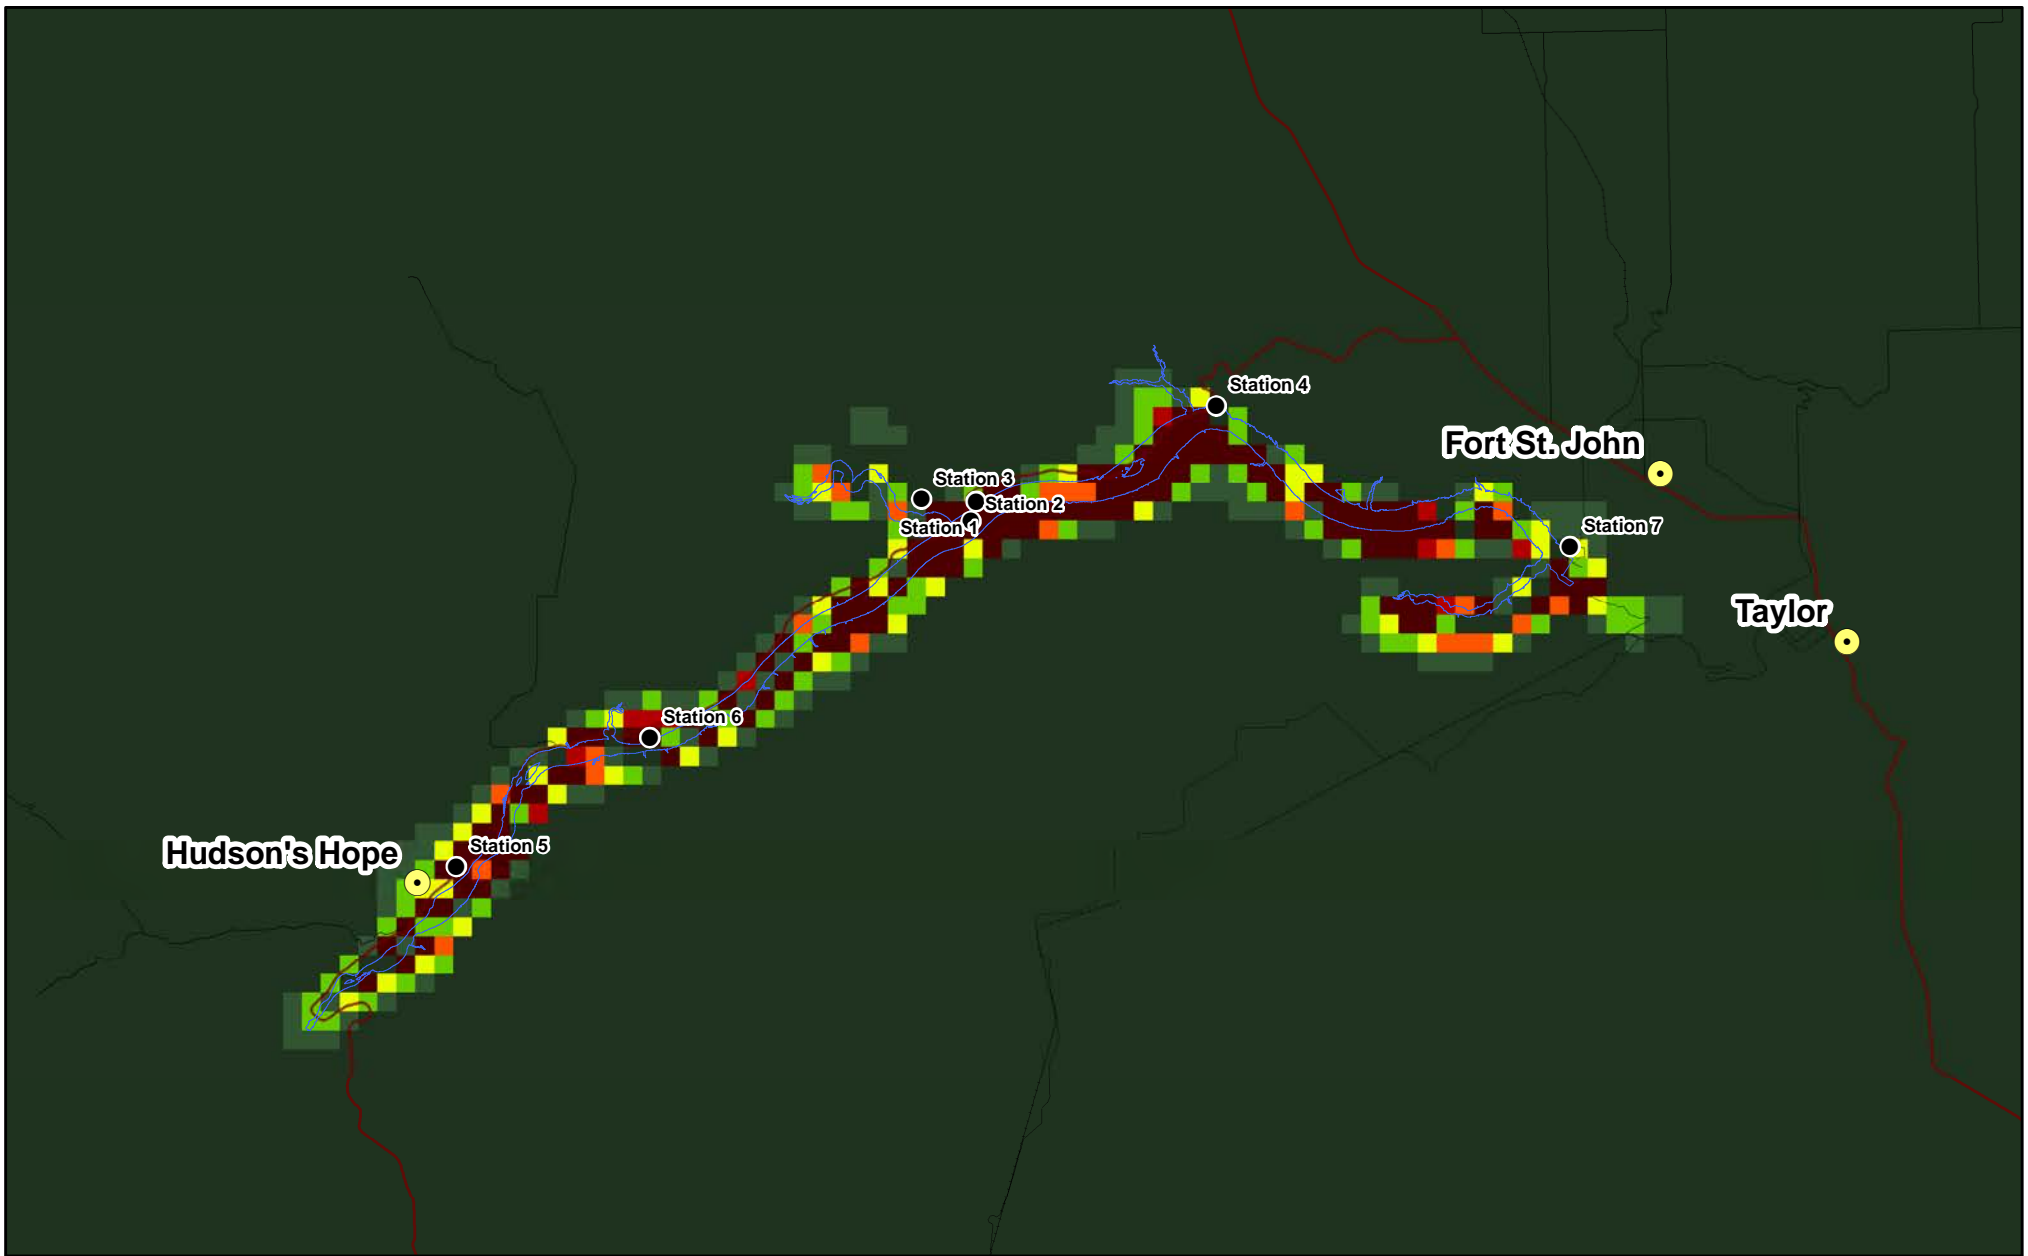 Station 4
Fort St. John
Station 3
Station 2
Station 1
Station 7
Taylor
Station 6
Station 5
Hudson's Hope